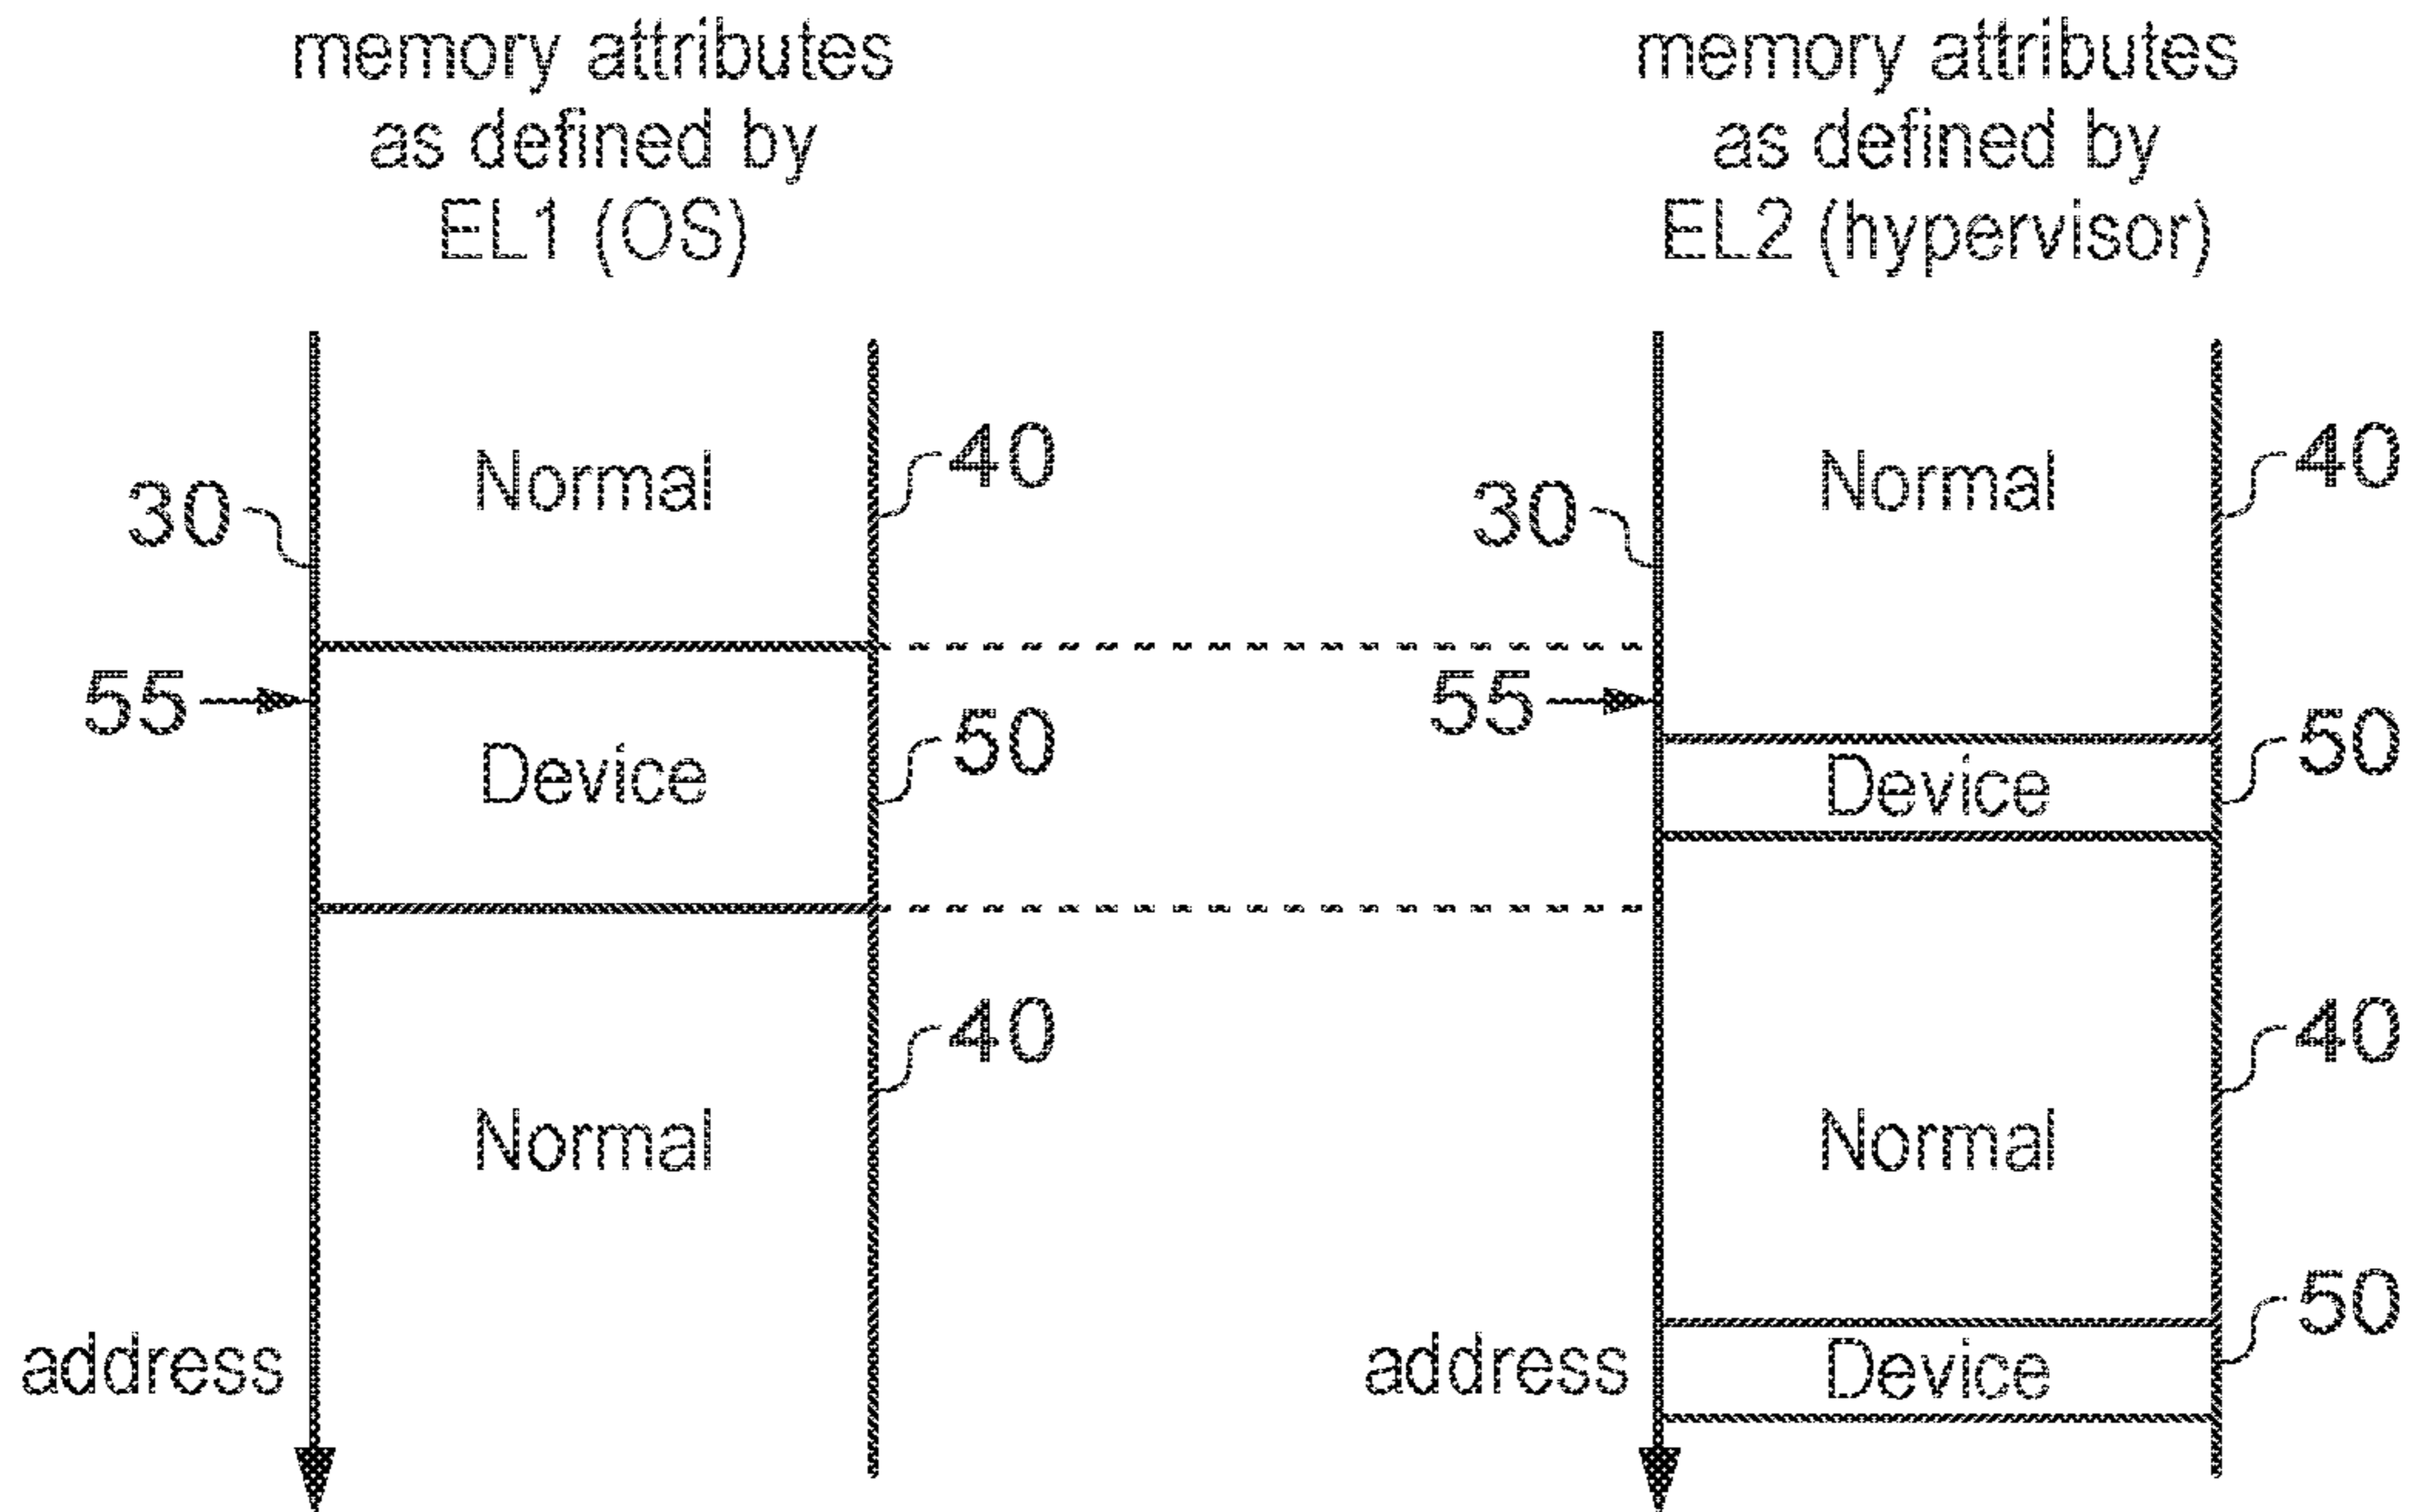 memory attributes
as defined by
EL1 (OS)
Normal
40
30
55
50
Device
40
Normal
address
memory attributes
as defined by
EL2 (hypervisor)
Normal
40
30
55
50
Device
40
Normal
50
address
Device